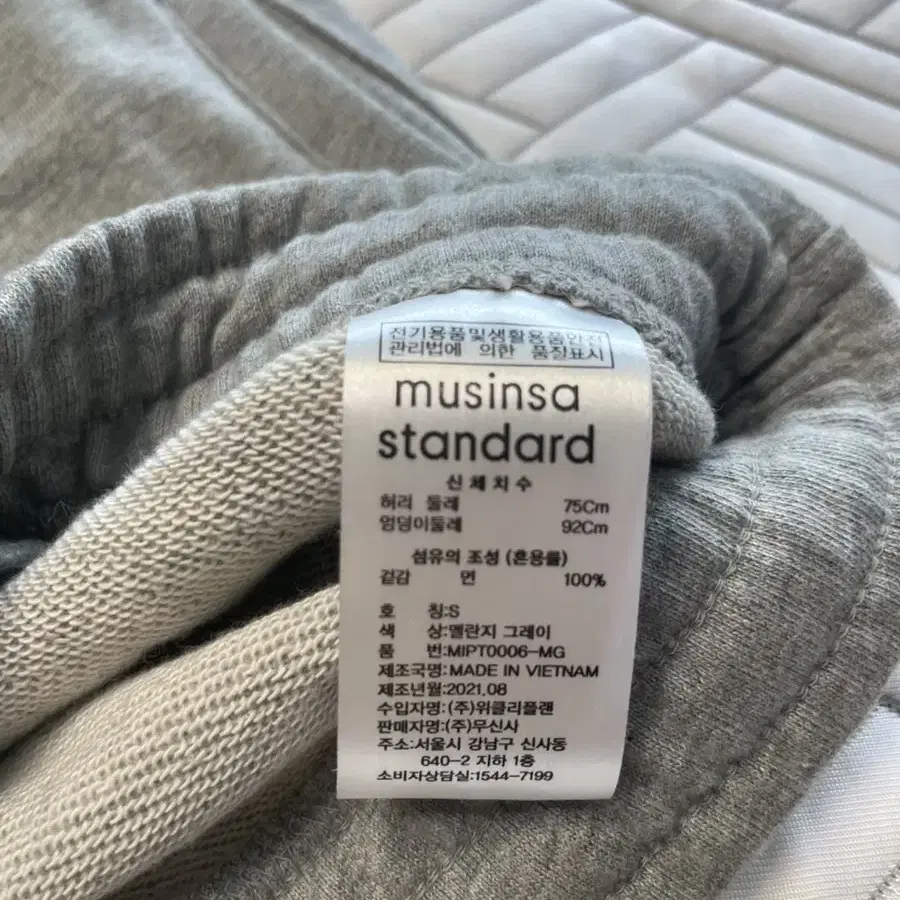 전기용품및생활용품안전
관리법에 의한 품질표시
musinsa
standard
신체치수
허리 둘레 75Cm
엉덩이둘레 92Cm
섬유의 조성 (혼용률)
겉감 면 100%
호 칭:S
색 상:멜란지 그레이
품 번:MIPT0006-MG
제조국명:MADE IN VIETNAM
제조년월:2021.08
수입자명:(주)위클리플랜
판매자명:(주)무신사
주소:서울시 강남구 신사동
640-2 지하 1층
소비자상담실:1544-7199